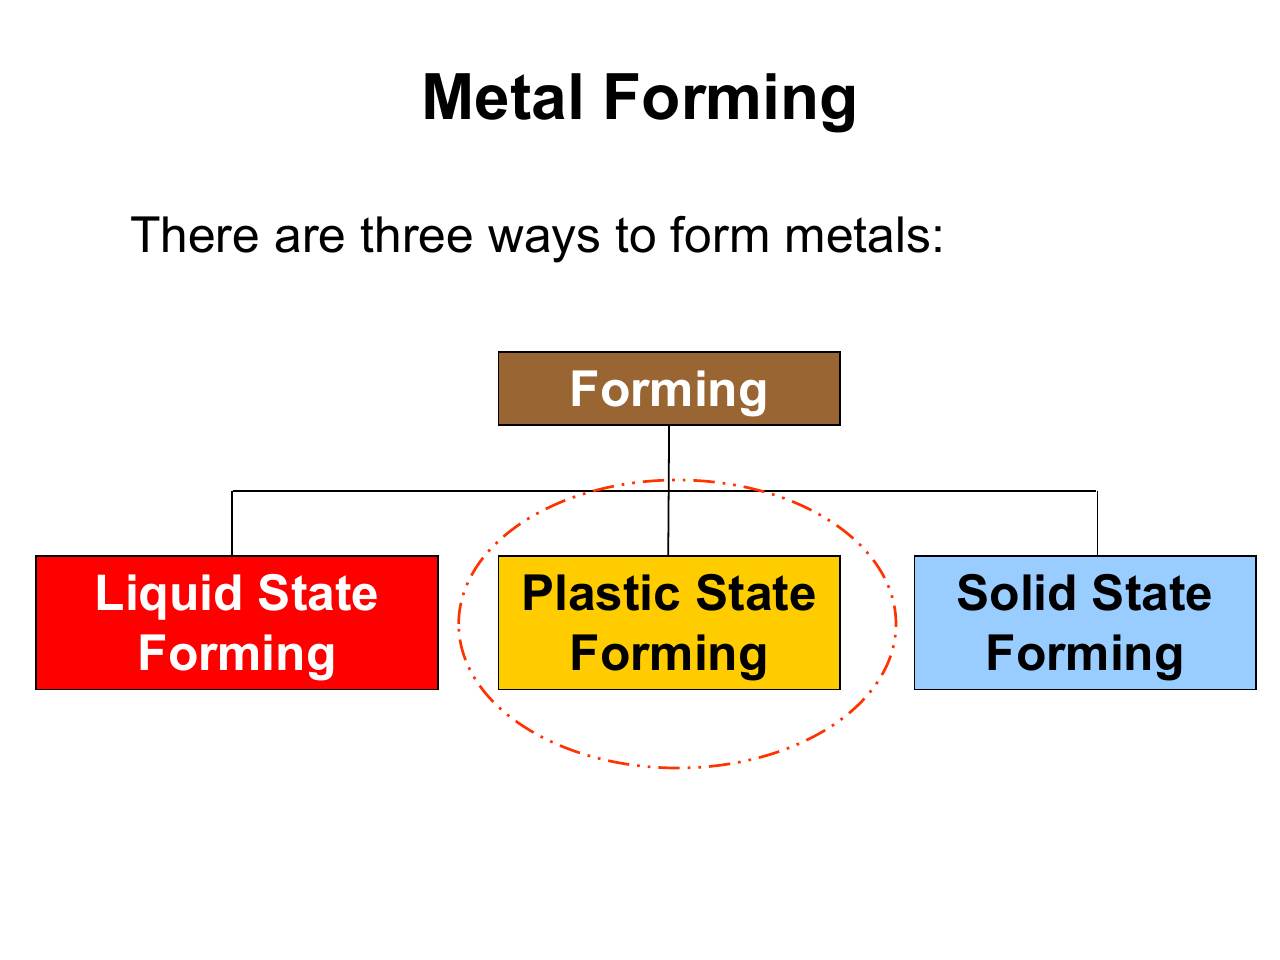 Metal Forming
There are three ways to form metals:
Forming
Liquid State
Forming
Plastic State
Forming
Solid State
Forming